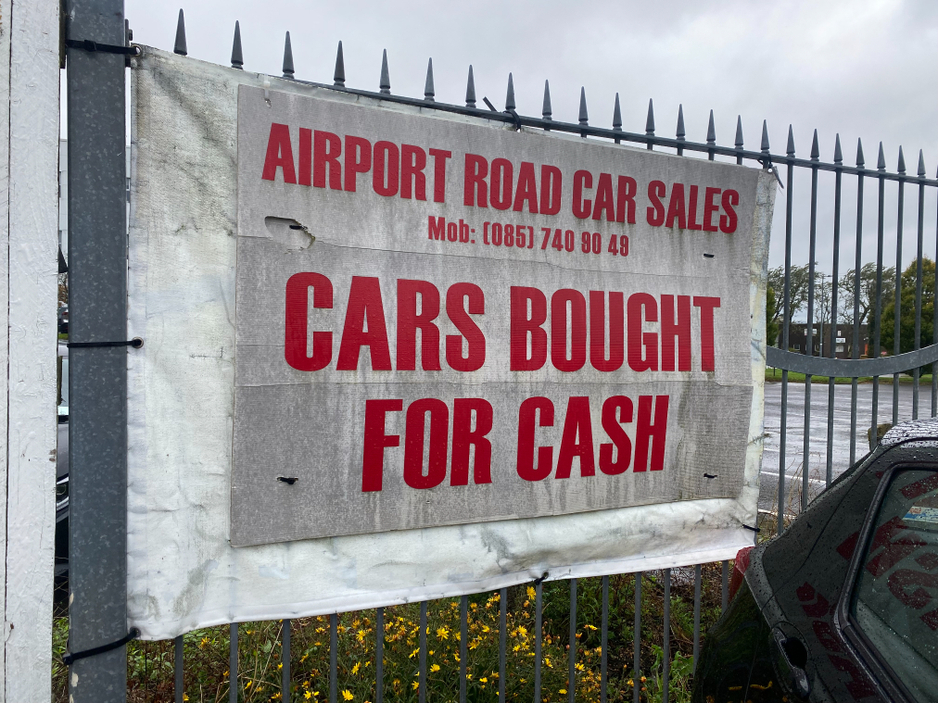 AIRPORT ROAD CAR SALES
Mob: (085) 740 90 49
CARS BOUGHT
FOR CASH